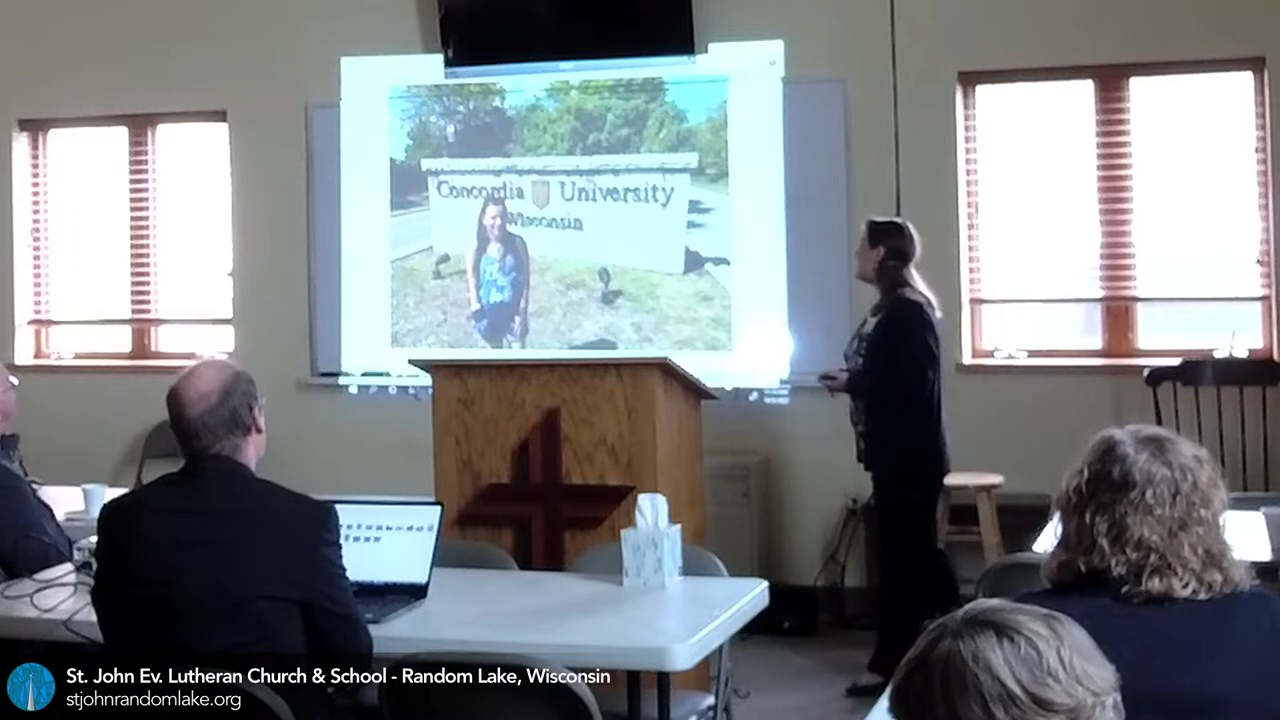 Concordia University
Wisconsin
St. John Ev. Lutheran Church & School - Random Lake, Wisconsin
stjohnrandomlake.org